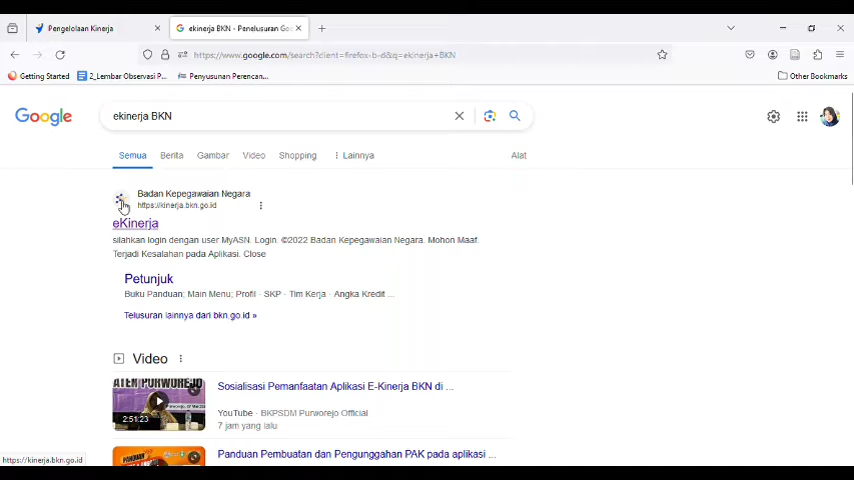 Pengelolaan Kinerja
ekinerja BKN - Penelusuran Goo
https://www.google.com/search?client=firefox-b-d&q=ekinerja+BKN
Getting Started
2_Lembar Observasi P...
Penyusunan Perencan...
Other Bookmarks
Google
ekinerja BKN
Semua
Berita
Gambar
Video
Shopping
Lainnya
Alat
Badan Kepegawaian Negara
https://kinerja.bkn.go.id
eKinerja
silahkan login dengan user MyASN. Login. ©2022 Badan Kepegawaian Negara. Mohon Maaf.
Terjadi Kesalahan pada Aplikasi. Close
Petunjuk
Buku Panduan; Main Menu; Profil · SKP · Tim Kerja · Angka Kredit ...
Telusuran lainnya dari bkn.go.id »
Video
ATEN PURWOREJO
2:51:23
Sosialisasi Pemanfaatan Aplikasi E-Kinerja BKN di ...
YouTube · BKPSDM Purworejo Official
7 jam yang lalu
PANDUAN
Panduan Pembuatan dan Pengunggahan PAK pada aplikasi ...
https://kinerja.bkn.go.id